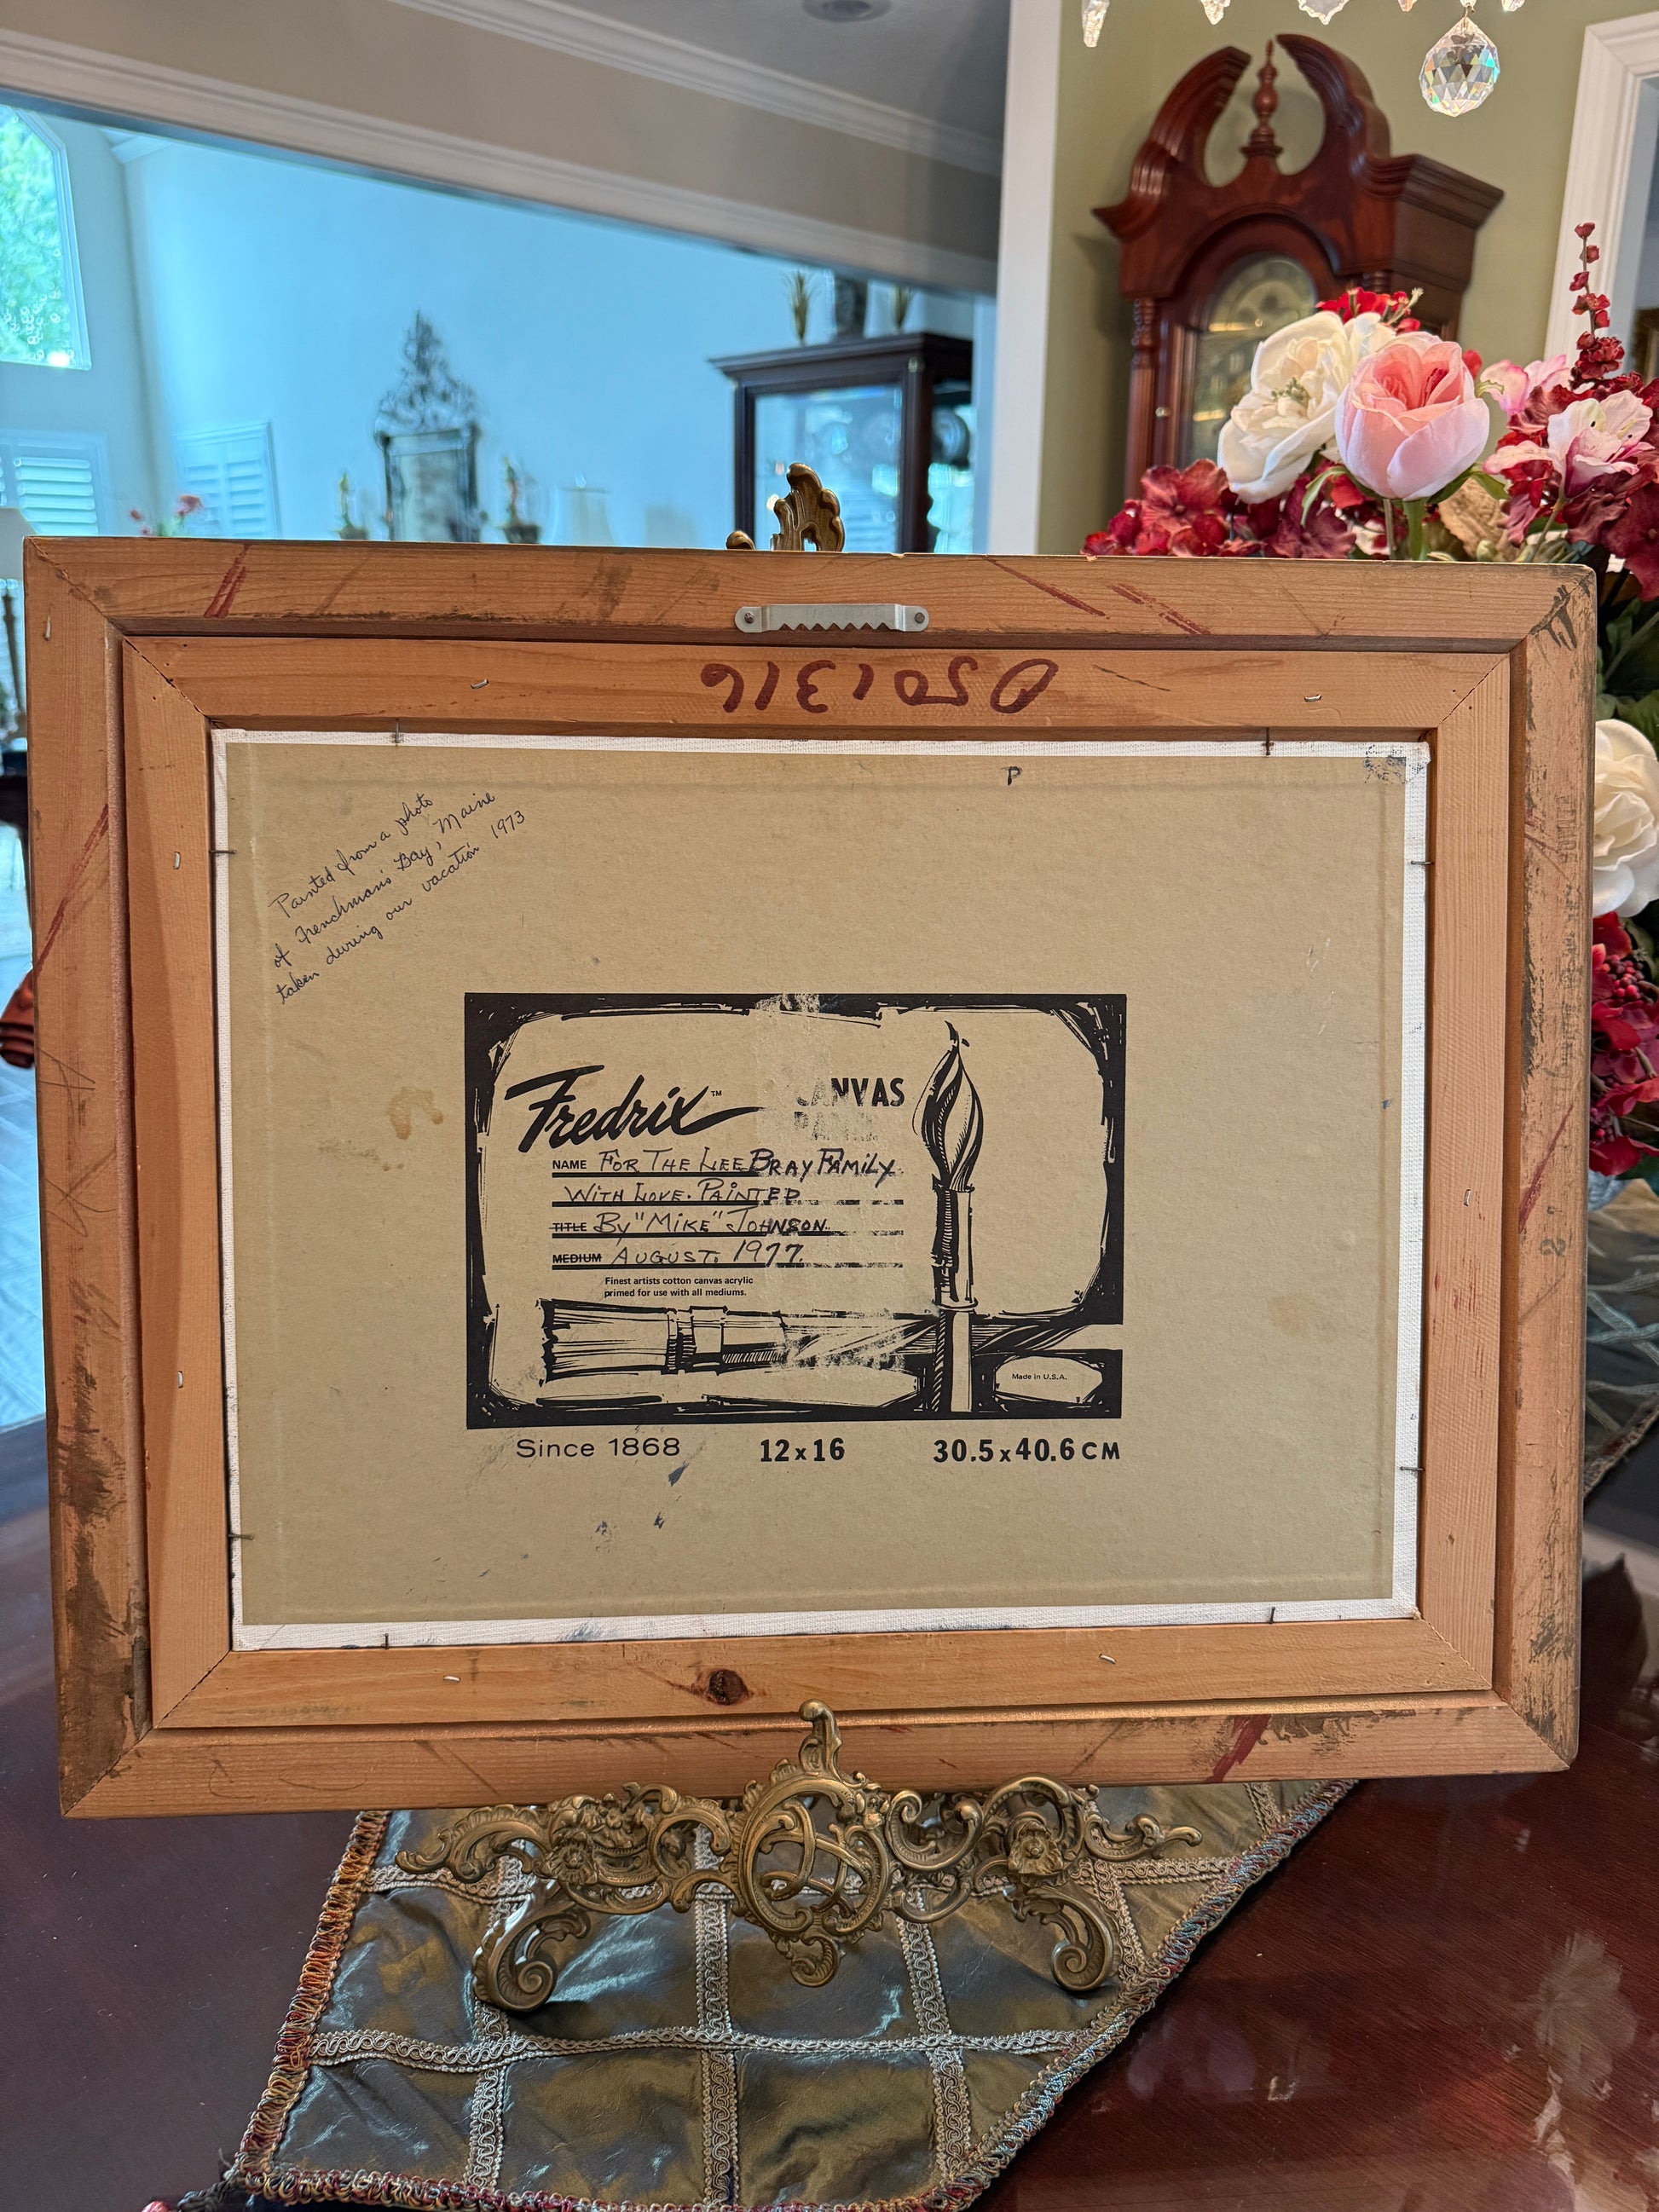 P
Painted from a photo
of Frenchman's Bay, Maine
taken during our vacation 1973
Fredrix™ CANVAS
NAME FOR THE LEE BRAY FAMILY
WITH LOVE. PAINTED
TITLE BY "MIKE" JOHNSON
MEDIUM AUGUST, 1977.
Finest artists cotton canvas acrylic
primed for use with all mediums.
Made in U.S.A.
Since 1868 12x16 30.5x40.6 CM